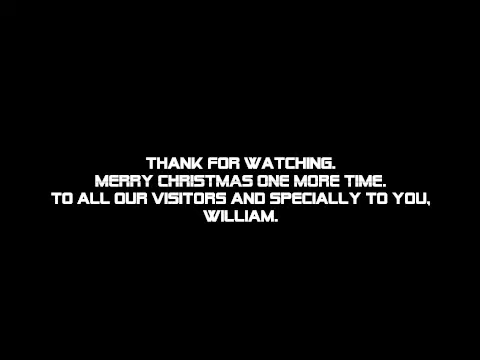 THANK FOR WATCHING.
MERRY CHRISTMAS ONE MORE TIME.
TO ALL OUR VISITORS AND SPECIALLY TO YOU,
WILLIAM.